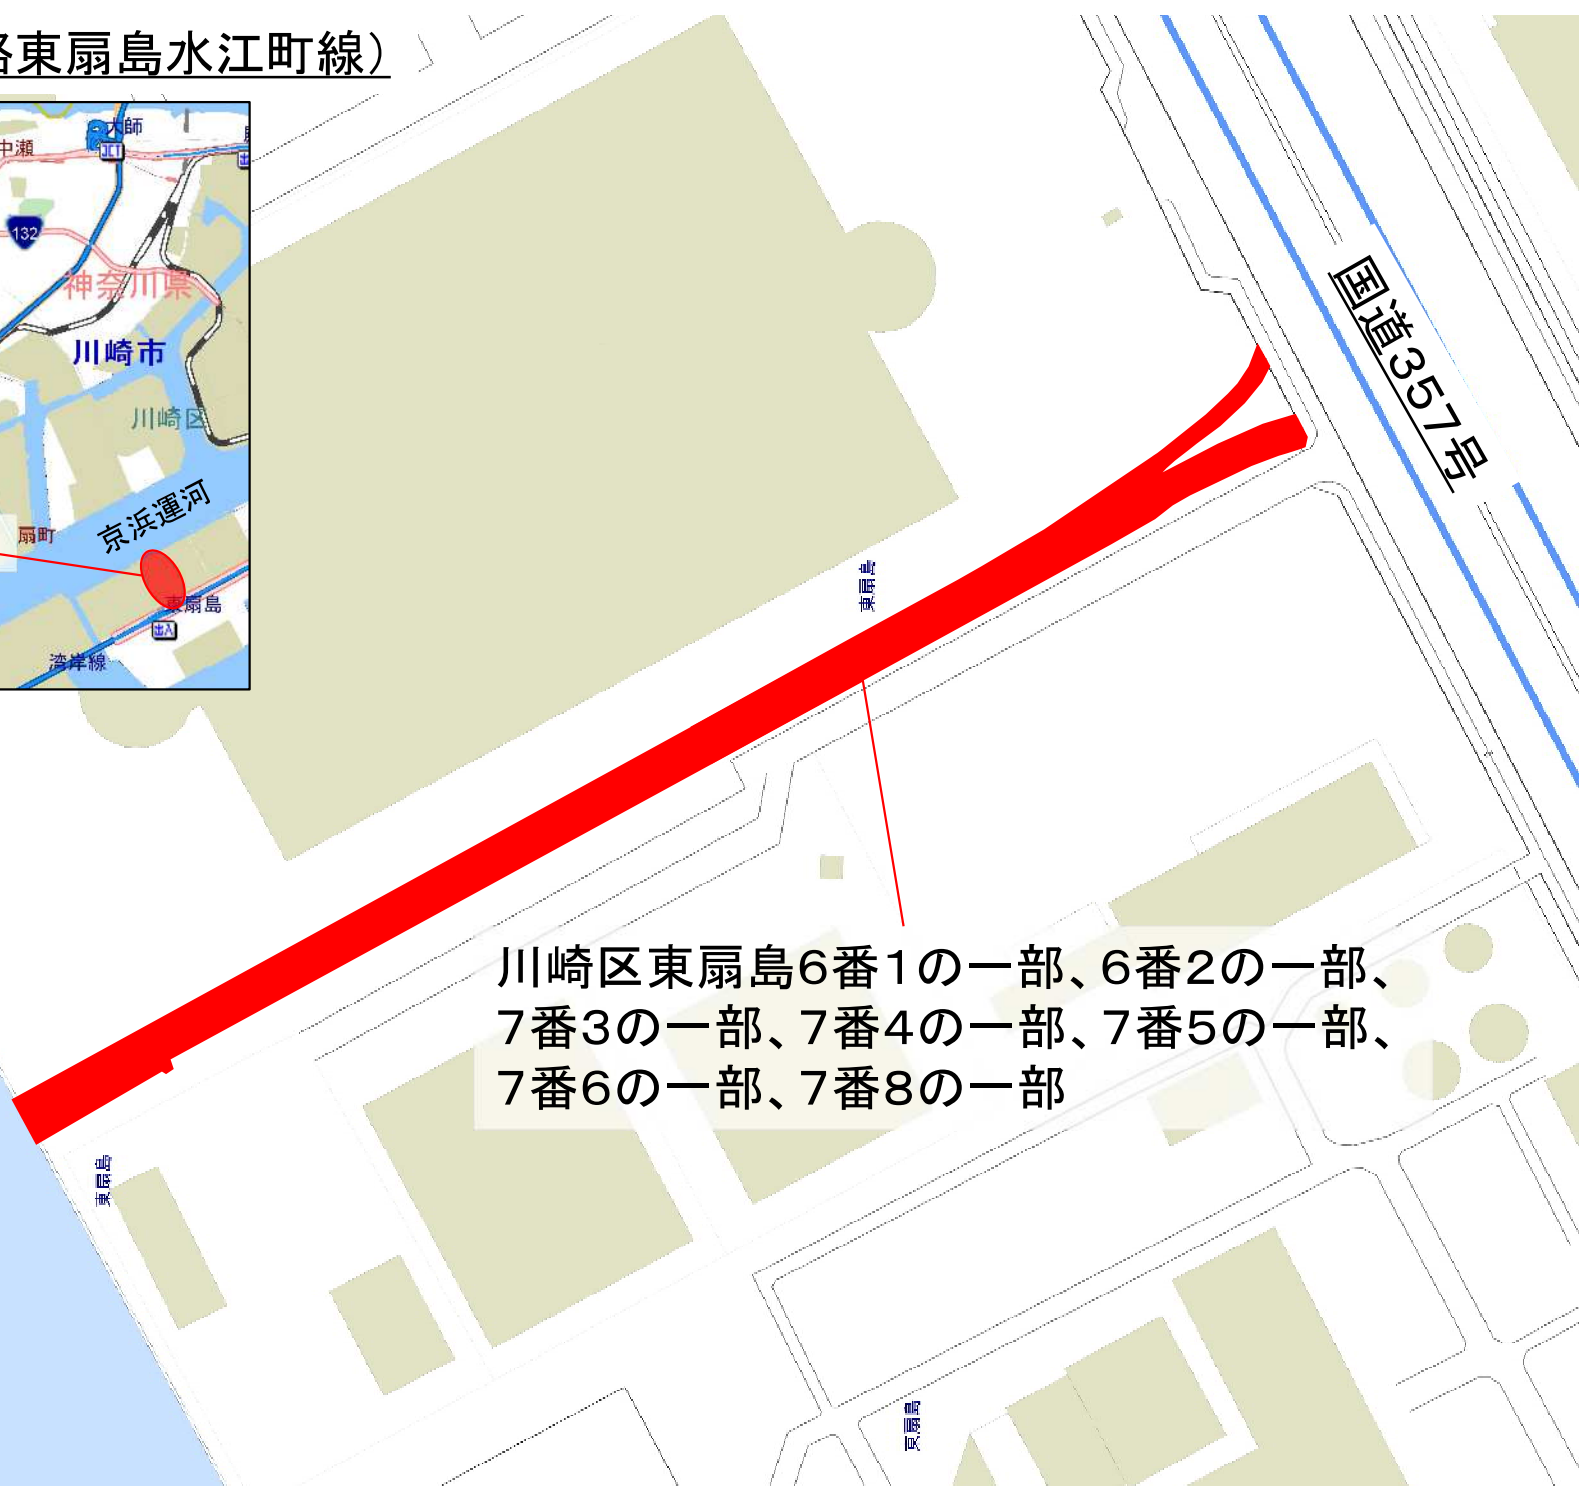 路東扇島水江町線）
大師
中瀬
JCT
132
神奈川県
川崎市
川崎区
京浜運河
扇町
東扇島
出入
湾岸線
国道357号
東扇島
川崎区東扇島6番1の一部、6番2の一部、
7番3の一部、7番4の一部、7番5の一部、
7番6の一部、7番8の一部
東扇島
東扇島